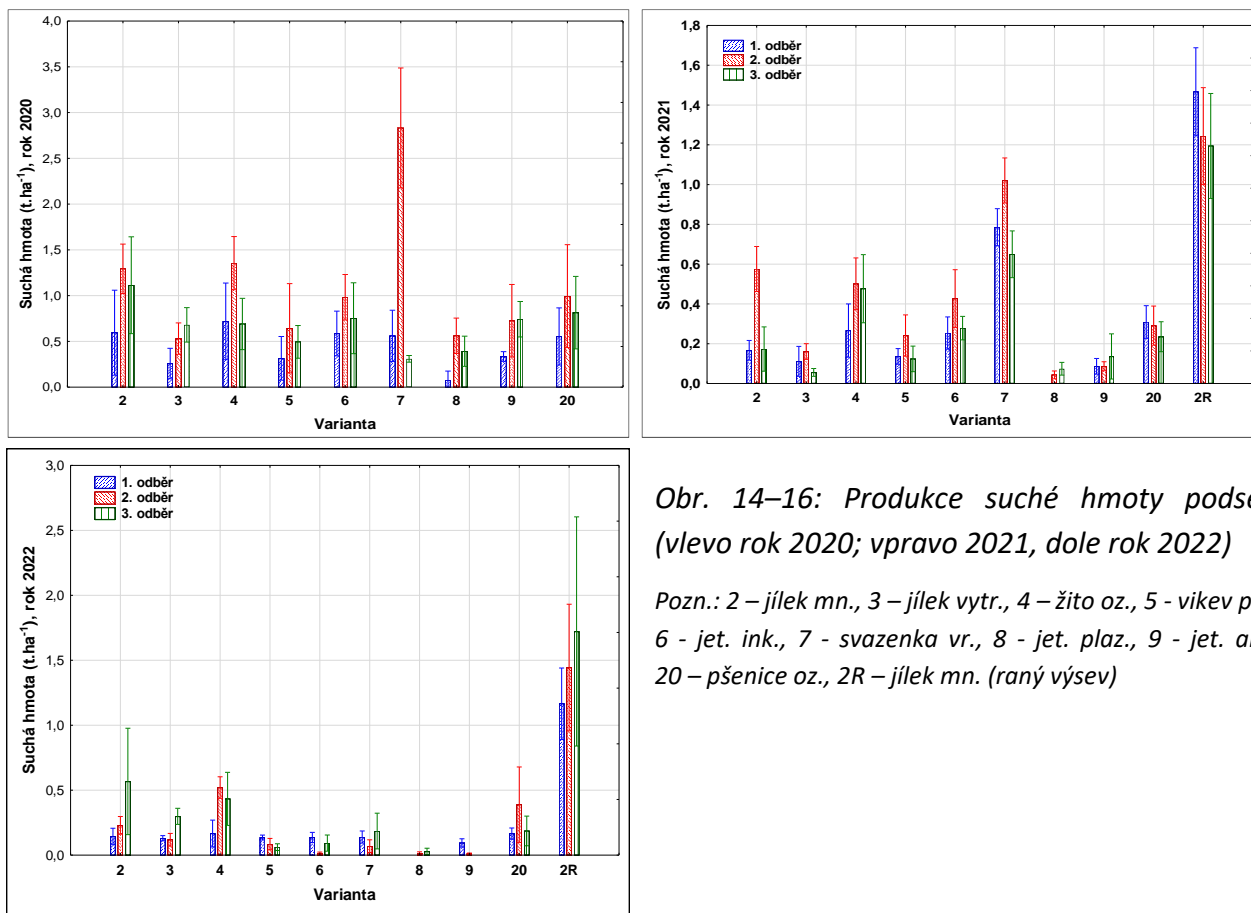 4,0
3,5
3,0
2,5
2,0
1,5
1,0
0,5
0,0
Suchá hmota (t.ha⁻¹), rok 2020
2 3 4 5 6 7 8 9 20
Varianta
1. odběr
2. odběr
3. odběr
1,8
1,6
1,4
1,2
1,0
0,8
0,6
0,4
0,2
0,0
Suchá hmota (t.ha⁻¹), rok 2021
2 3 4 5 6 7 8 9 20 2R
Varianta
1. odběr
2. odběr
3. odběr
3,0
2,5
2,0
1,5
1,0
0,5
0,0
Suchá hmota (t.ha⁻¹), rok 2022
2 3 4 5 6 7 8 9 20 2R
Varianta
Obr. 14–16: Produkce suché hmoty
(vlevo rok 2020; vpravo 2021, dole rok 2022)
Pozn.: 2 – jílek mn., 3 – jílek vytr., 4 – žito oz., 5 - vikev
6 - jet. ink., 7 - svazenka vr., 8 - jet. plaz., 9 - jet.
20 – pšenice oz., 2R – jílek mn. (raný výsev)